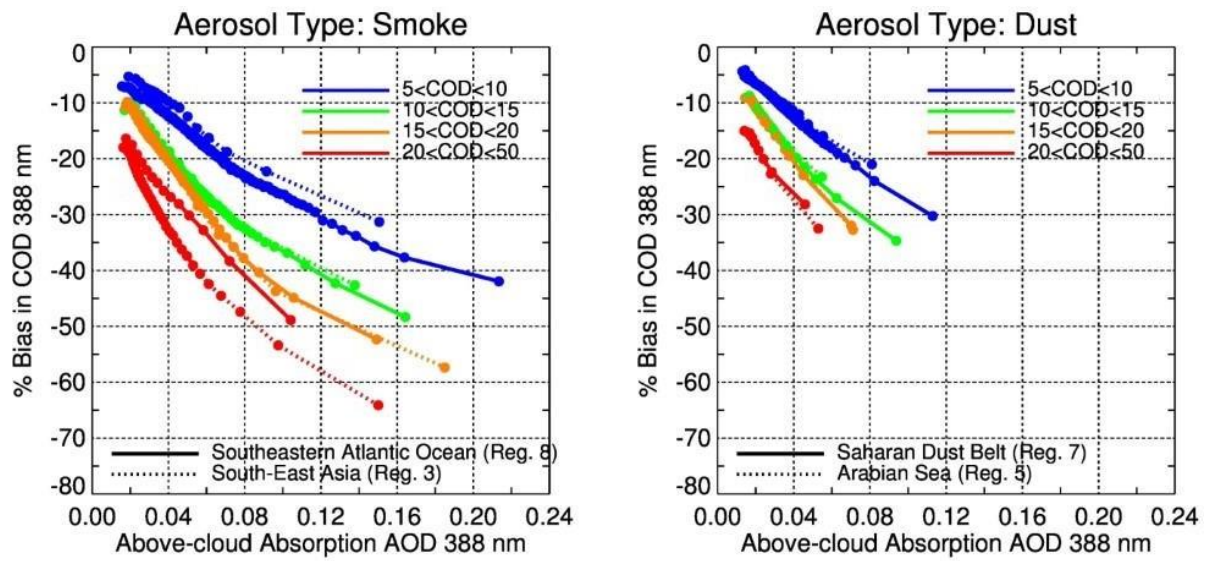 Aerosol Type: Smoke
0
-10
-20
-30
-40
-50
-60
-70
-80
% Bias in COD 388 nm
5<COD<10
10<COD<15
15<COD<20
20<COD<50
Southeastern Atlantic Ocean (Reg. 8)
South-East Asia (Reg. 3)
0.00 0.04 0.08 0.12 0.16 0.20 0.24
Above-cloud Absorption AOD 388 nm
Aerosol Type: Dust
0
-10
-20
-30
-40
-50
-60
-70
-80
% Bias in COD 388 nm
5<COD<10
10<COD<15
15<COD<20
20<COD<50
Saharan Dust Belt (Reg. 7)
Arabian Sea (Reg. 5)
0.00 0.04 0.08 0.12 0.16 0.20 0.24
Above-cloud Absorption AOD 388 nm